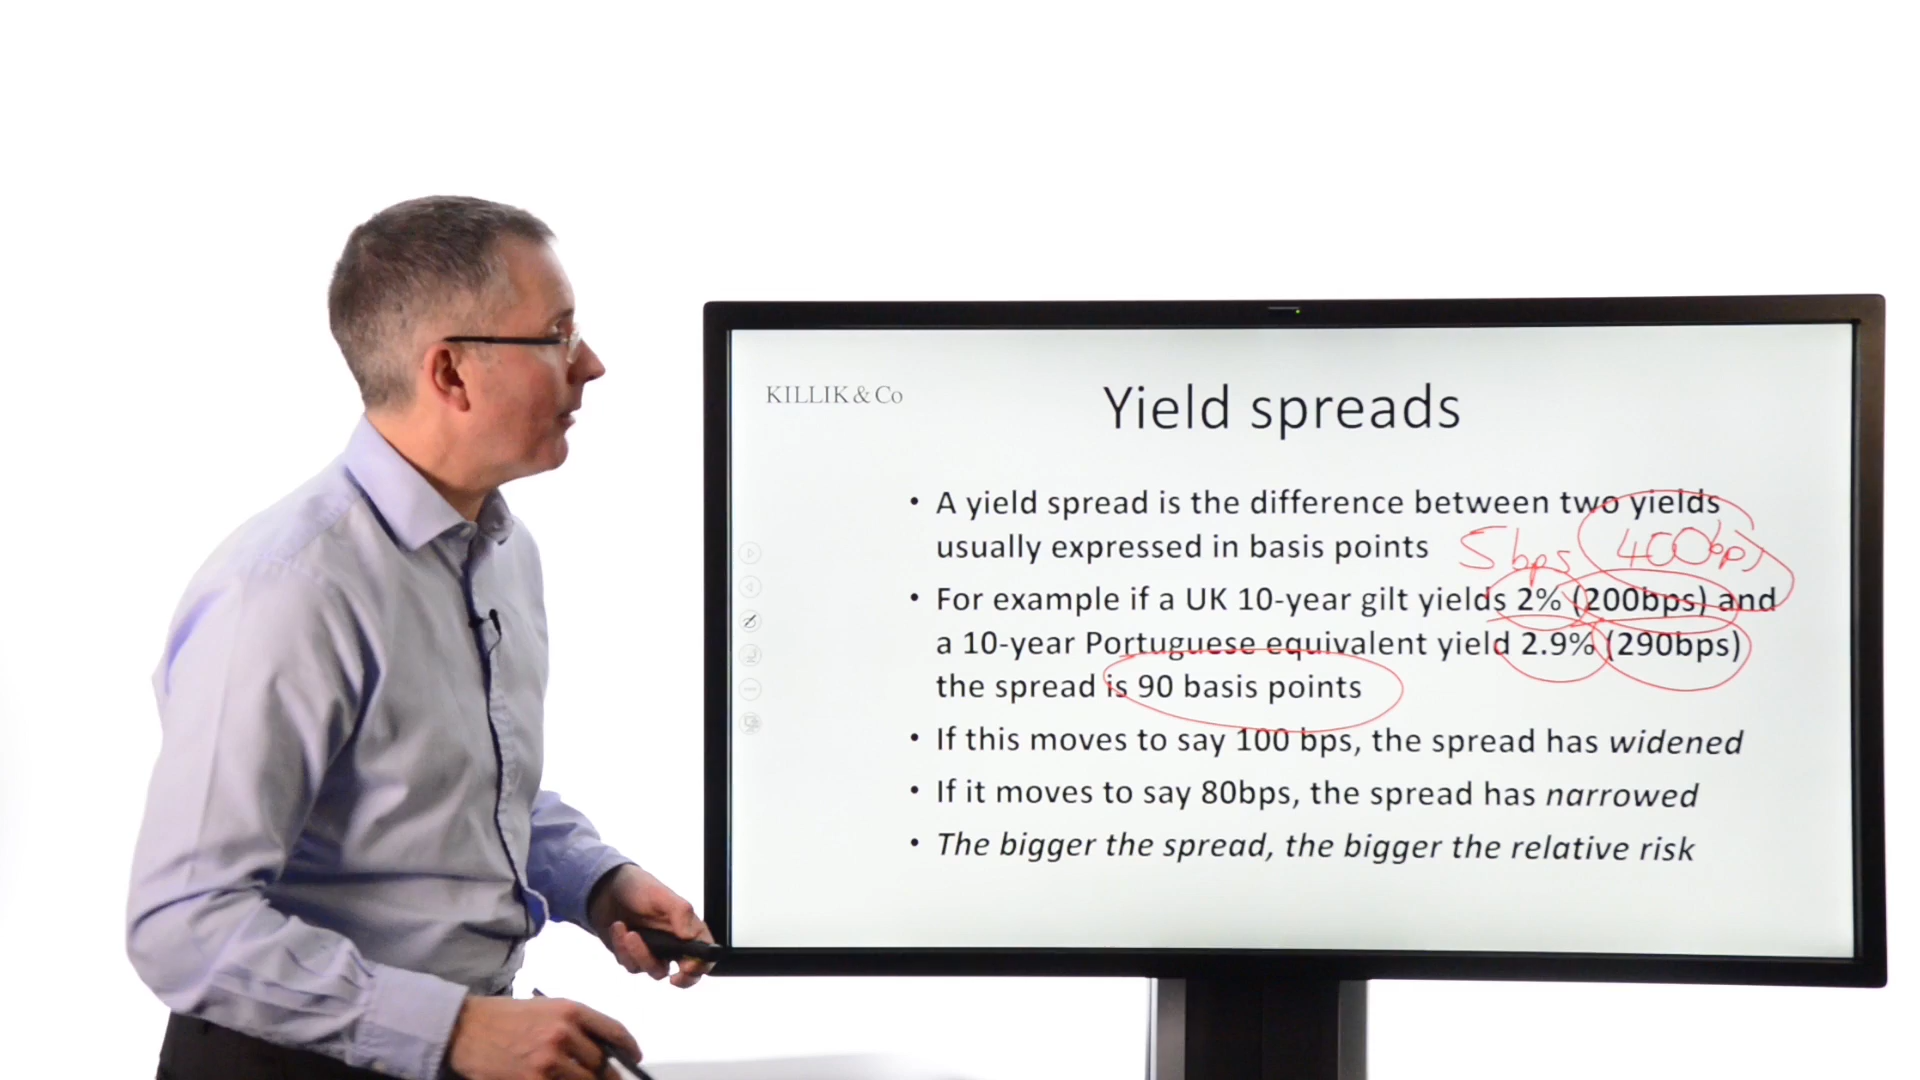 KILLIK & Co
Yield spreads
• A yield spread is the difference between two yields
usually expressed in basis points
5bps 400bps
• For example if a UK 10-year gilt yields 2% (200bps) and
a 10-year Portuguese equivalent yield 2.9% (290bps)
the spread is 90 basis points
• If this moves to say 100 bps, the spread has widened
• If it moves to say 80bps, the spread has narrowed
• The bigger the spread, the bigger the relative risk